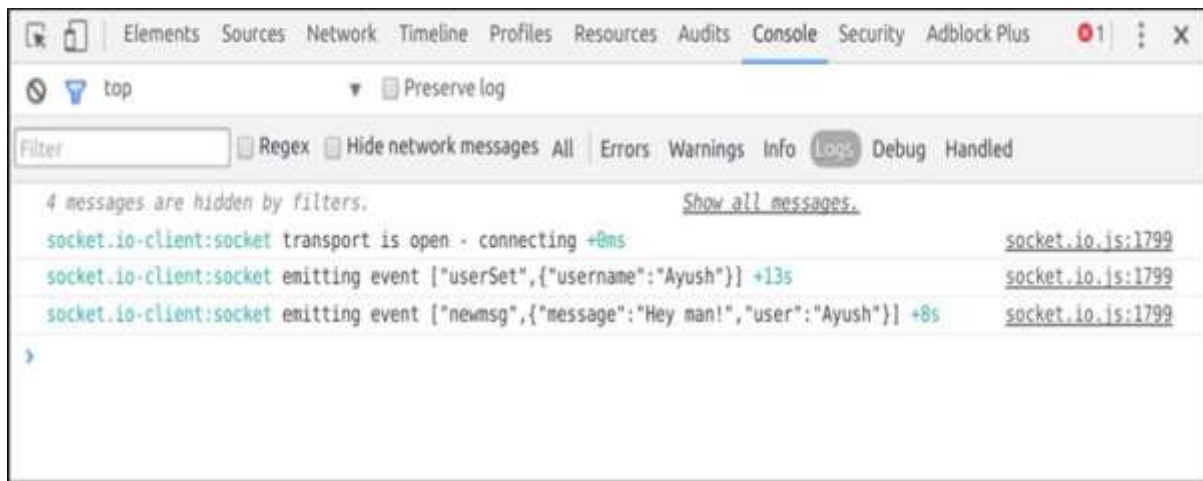 Elements Sources Network Timeline Profiles Resources Audits Console Security Adblock Plus 1
top Preserve log
Filter Regex Hide network messages All Errors Warnings Info Logs Debug Handled
4 messages are hidden by filters. Show all messages.
socket.io-client:socket transport is open - connecting +0ms socket.io.js:1799
socket.io-client:socket emitting event ["userSet",{"username":"Ayush"}] +13s socket.io.js:1799
socket.io-client:socket emitting event ["newmsg",{"message":"Hey man!","user":"Ayush"}] +8s socket.io.js:1799